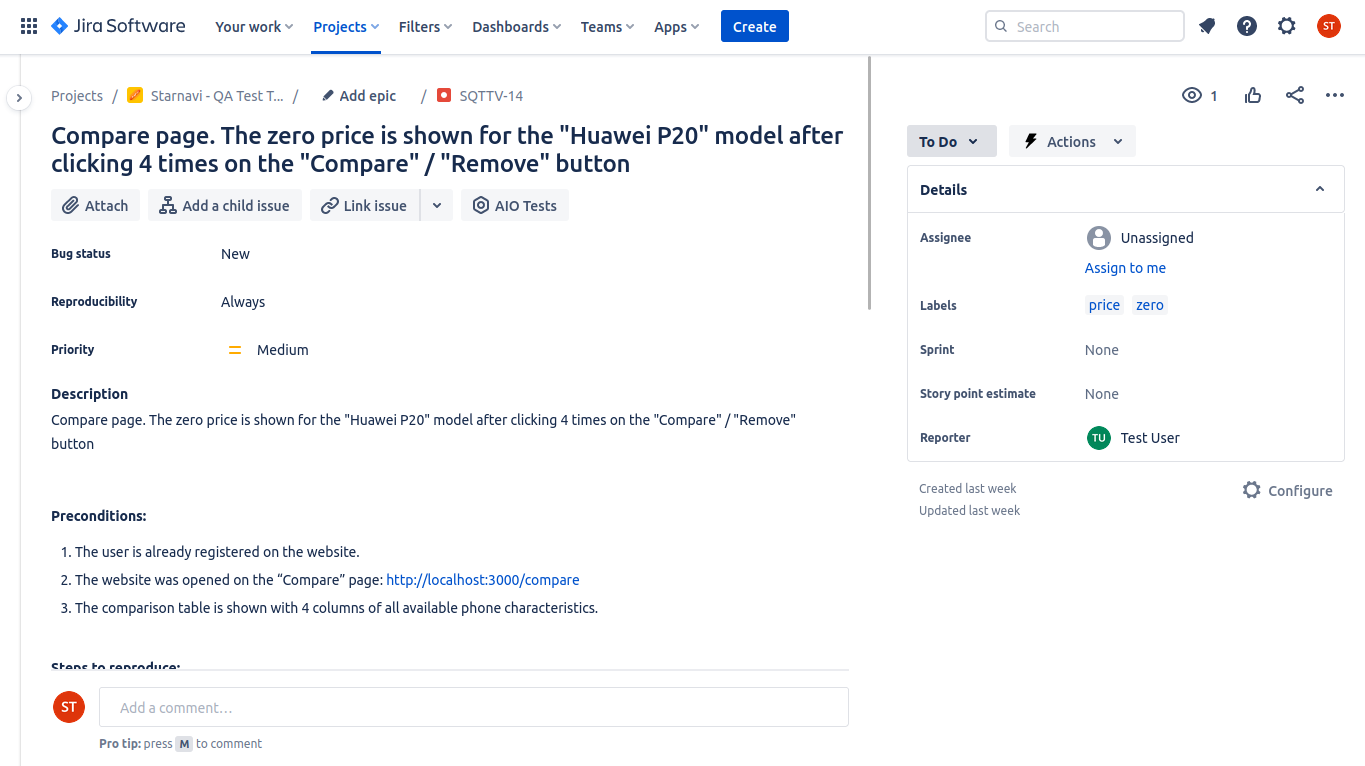 Jira Software
Your work
Projects
Filters
Dashboards
Teams
Apps
Create
Search
ST
Projects / Starnavi - QA Test T... / Add epic / SQTTV-14
1
Compare page. The zero price is shown for the "Huawei P20" model after
clicking 4 times on the "Compare" / "Remove" button
Attach
Add a child issue
Link issue
AIO Tests
Bug status New
Reproducibility Always
Priority Medium
Description
Compare page. The zero price is shown for the "Huawei P20" model after clicking 4 times on the "Compare" / "Remove"
button
Preconditions:
1. The user is already registered on the website.
2. The website was opened on the “Compare” page: http://localhost:3000/compare
3. The comparison table is shown with 4 columns of all available phone characteristics.
Steps to reproduce:
ST
Add a comment…
Pro tip: press M to comment
To Do
Actions
Details
Assignee Unassigned
Assign to me
Labels price zero
Sprint None
Story point estimate None
Reporter TU Test User
Created last week
Updated last week
Configure